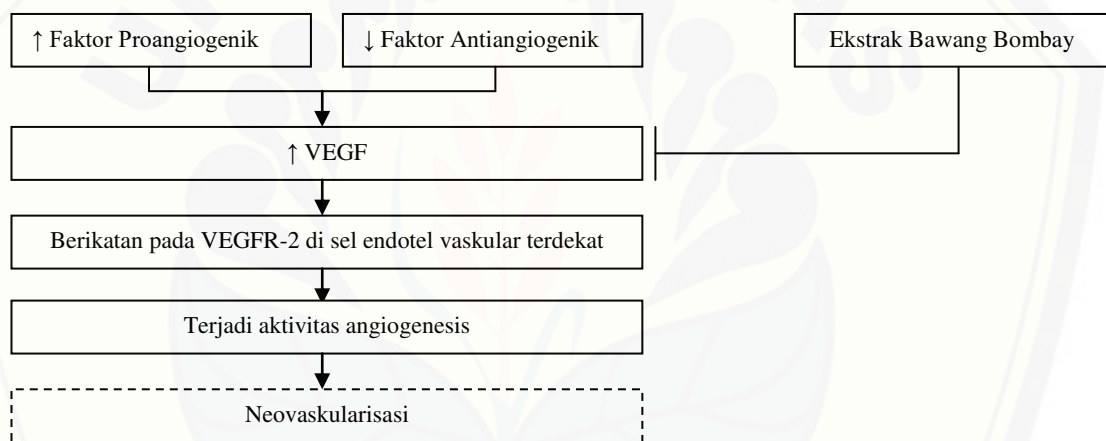 ↑ Faktor Proangiogenik
↓ Faktor Antiangiogenik
Ekstrak Bawang Bombay
↑ VEGF
Berikatan pada VEGFR-2 di sel endotel vaskular terdekat
Terjadi aktivitas angiogenesis
Neovaskularisasi